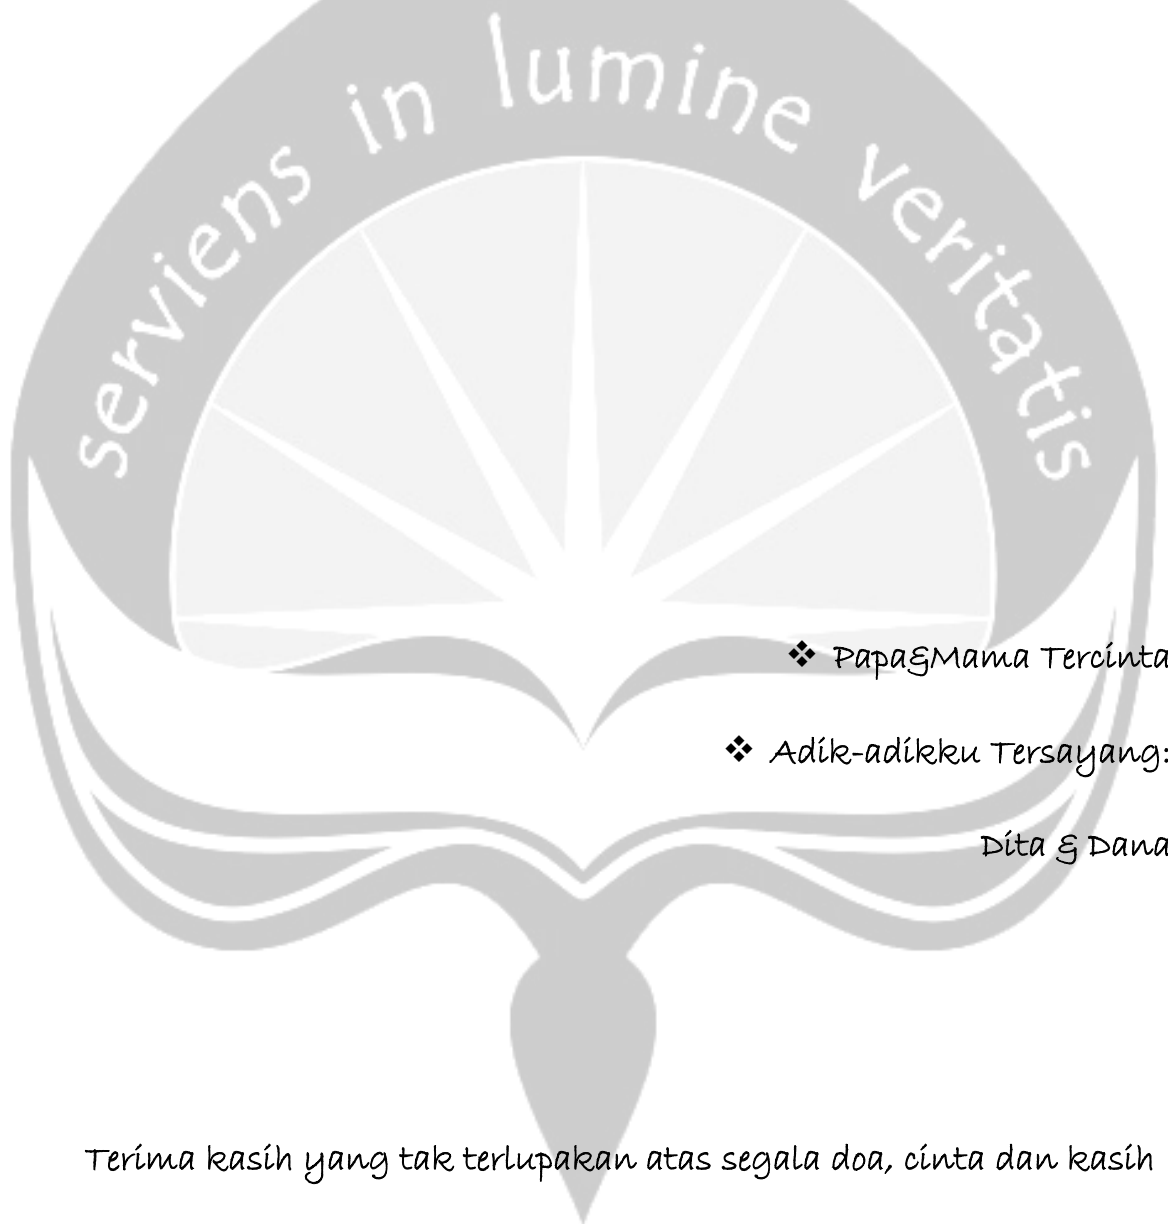 serviens in lumine veritatis
❖ Papa&Mama Tercinta
❖ Adik-adikku Tersayang:
Dita & Dana
Terima kasih yang tak terlupakan atas segala doa, cinta dan kasih